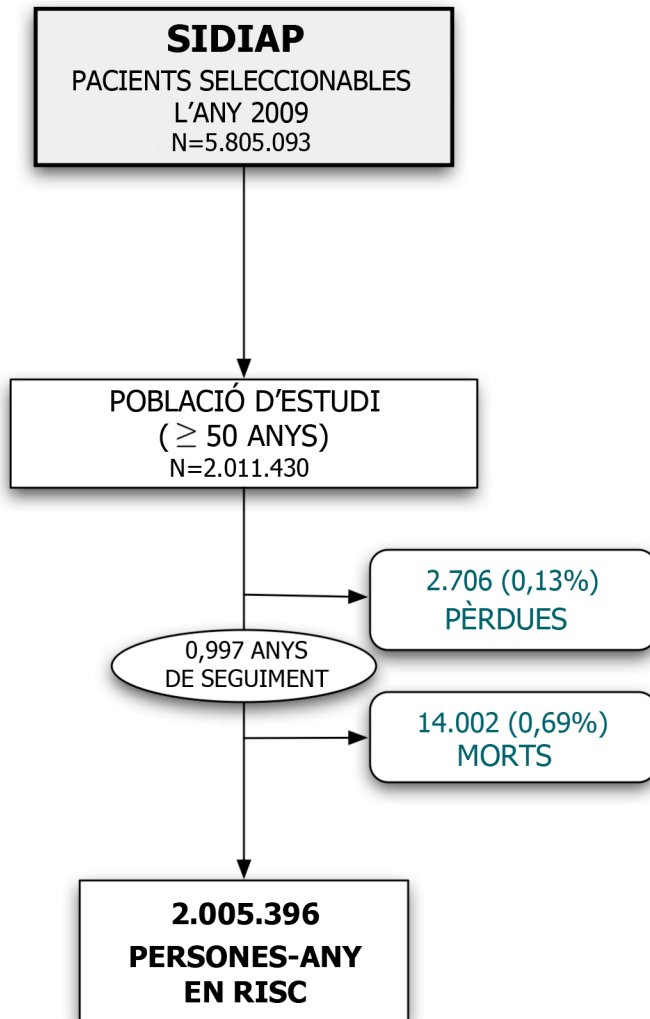 SIDIAP
PACIENTS SELECCIONABLES
L'ANY 2009
N=5.805.093
POBLACIÓ D'ESTUDI
( ≥ 50 ANYS)
N=2.011.430
2.706 (0,13%)
PÈRDUES
0,997 ANYS
DE SEGUIMENT
14.002 (0,69%)
MORTS
2.005.396
PERSONES-ANY
EN RISC